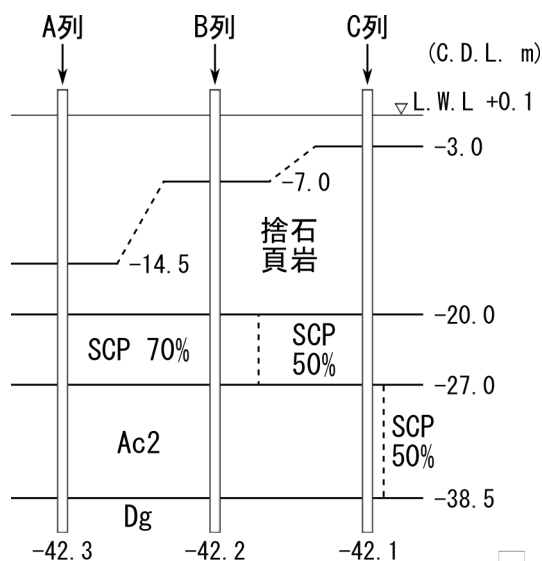 A列 B列 C列
(C.D.L. m)
L.W.L +0.1
-3.0
-7.0
捨石
頁岩
-14.5
-20.0
SCP 70%
SCP
50%
-27.0
Ac2
SCP
50%
-38.5
Dg
-42.3 -42.2 -42.1